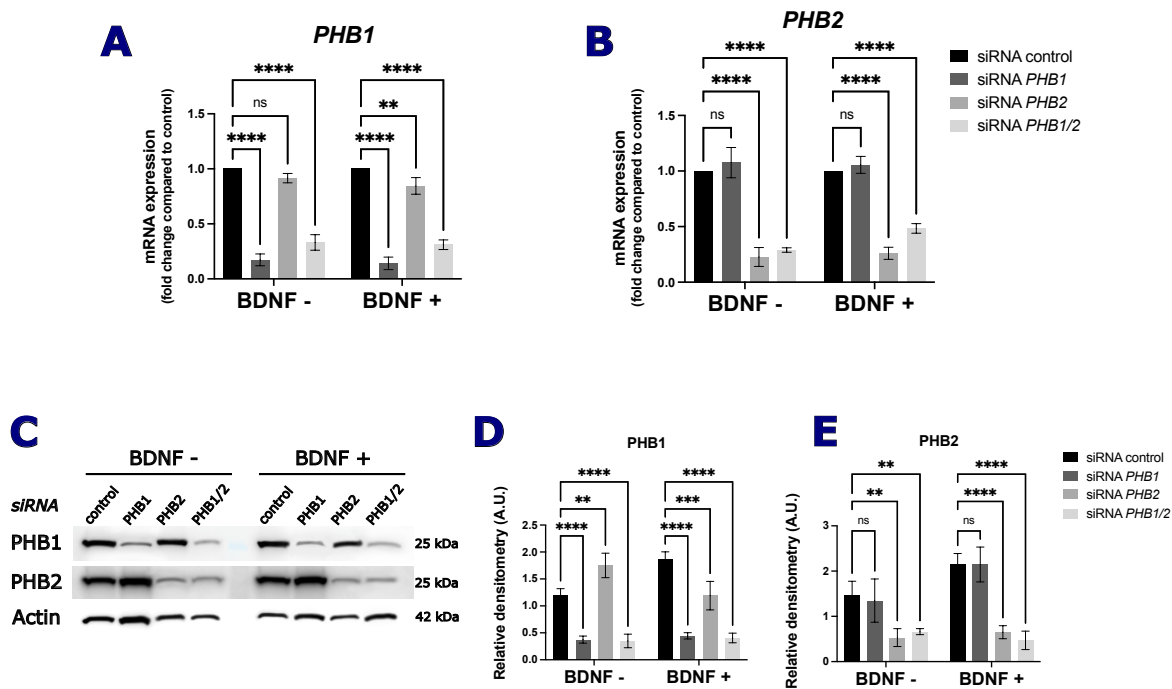 A
PHB1
mRNA expression
(fold change compared to control)
1.5
1.0
0.5
0.0
****
ns
****
****
**
****
BDNF -
BDNF +
B
PHB2
mRNA expression
(fold change compared to control)
1.5
1.0
0.5
0.0
****
****
ns
****
****
ns
BDNF -
BDNF +
siRNA control
siRNA PHB1
siRNA PHB2
siRNA PHB1/2
C
BDNF -
BDNF +
siRNA
control
PHB1
PHB2
PHB1/2
control
PHB1
PHB2
PHB1/2
PHB1
25 kDa
PHB2
25 kDa
Actin
42 kDa
D
PHB1
Relative densitometry (A.U.)
2.5
2.0
1.5
1.0
0.5
0.0
****
**
****
****
***
****
BDNF -
BDNF +
E
PHB2
Relative densitometry (A.U.)
3
2
1
0
**
**
ns
****
****
ns
BDNF -
BDNF +
siRNA control
siRNA PHB1
siRNA PHB2
siRNA PHB1/2